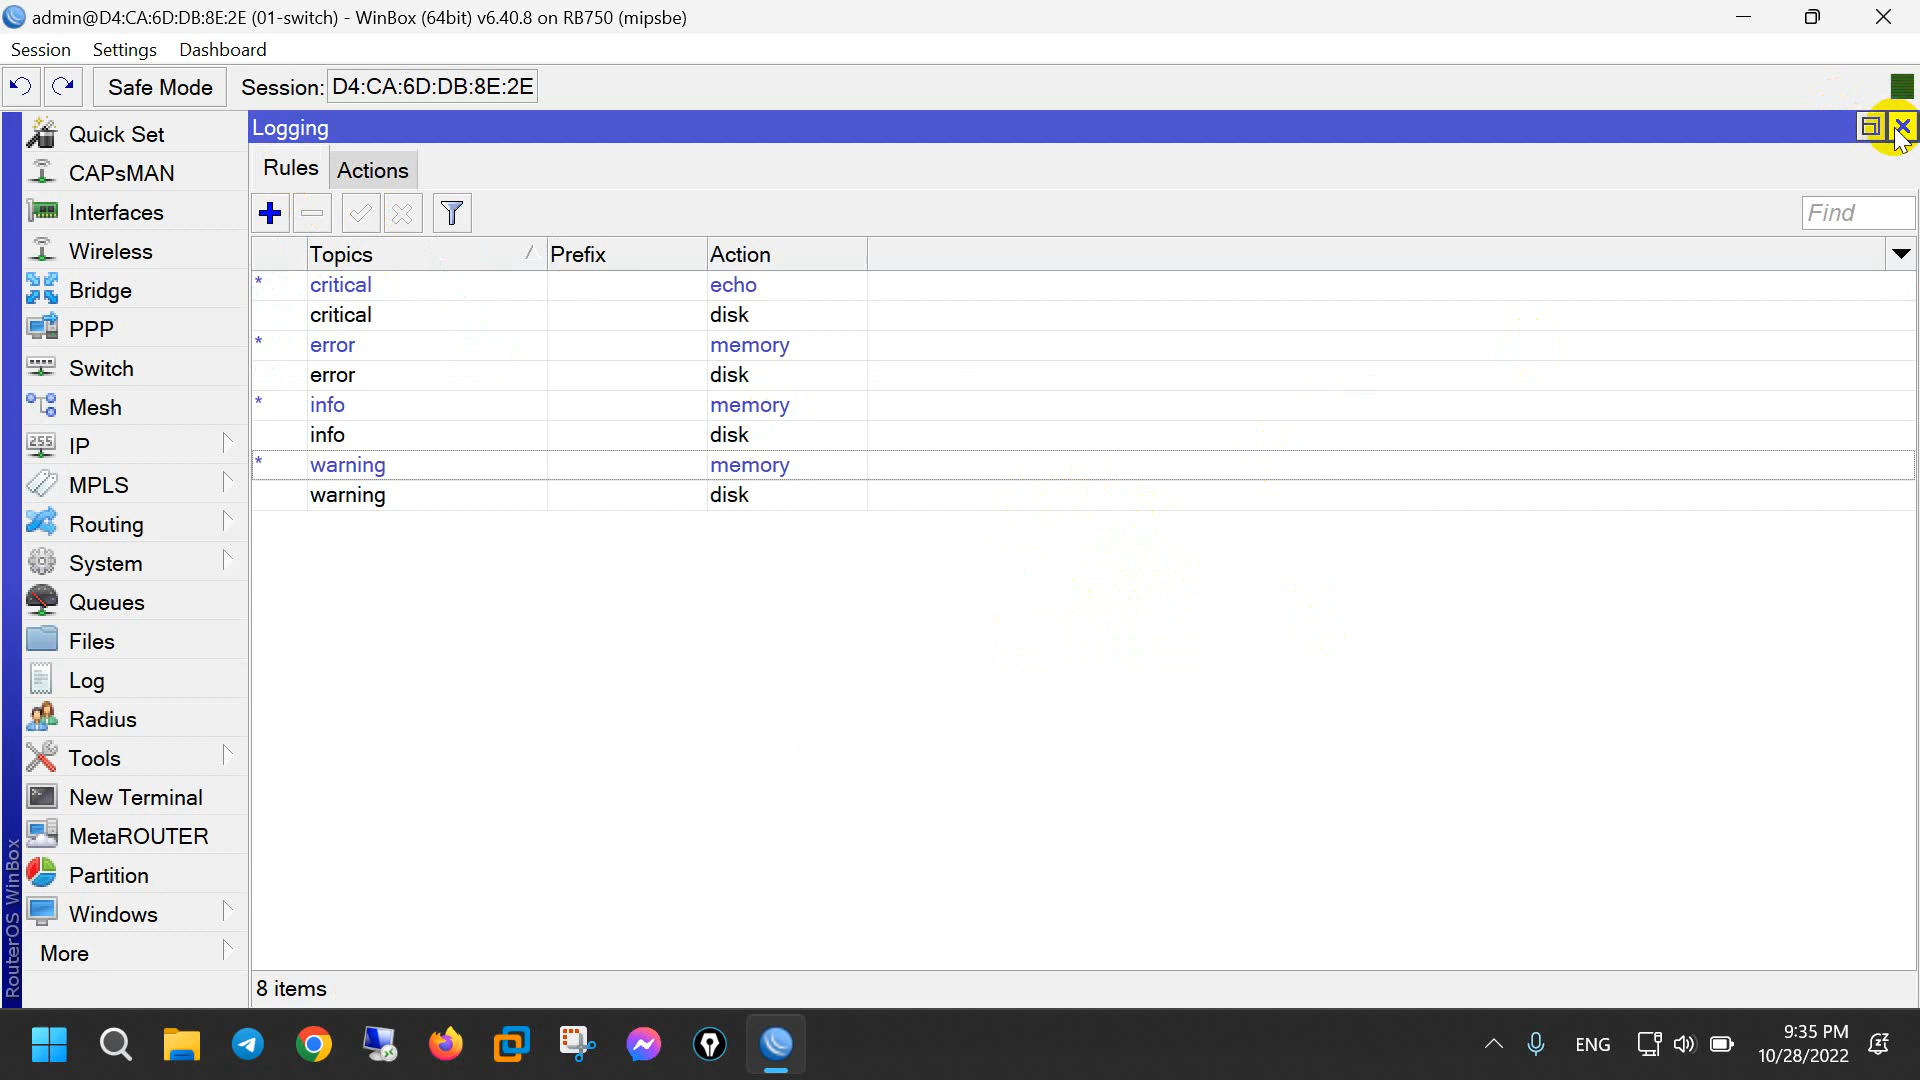 admin@D4:CA:6D:DB:8E:2E (01-switch) - WinBox (64bit) v6.40.8 on RB750 (mipsbe)
Session Settings Dashboard
Safe Mode Session: D4:CA:6D:DB:8E:2E
Logging
Rules Actions
Find
Topics Prefix Action
* critical echo
critical disk
* error memory
error disk
* info memory
info disk
* warning memory
warning disk
8 items
Quick Set
CAPsMAN
Interfaces
Wireless
Bridge
PPP
Switch
Mesh
255 IP
MPLS
Routing
System
Queues
Files
Log
Radius
Tools
New Terminal
MetaROUTER
Partition
Windows
More
RouterOS WinBox
ENG
9:35 PM
10/28/2022